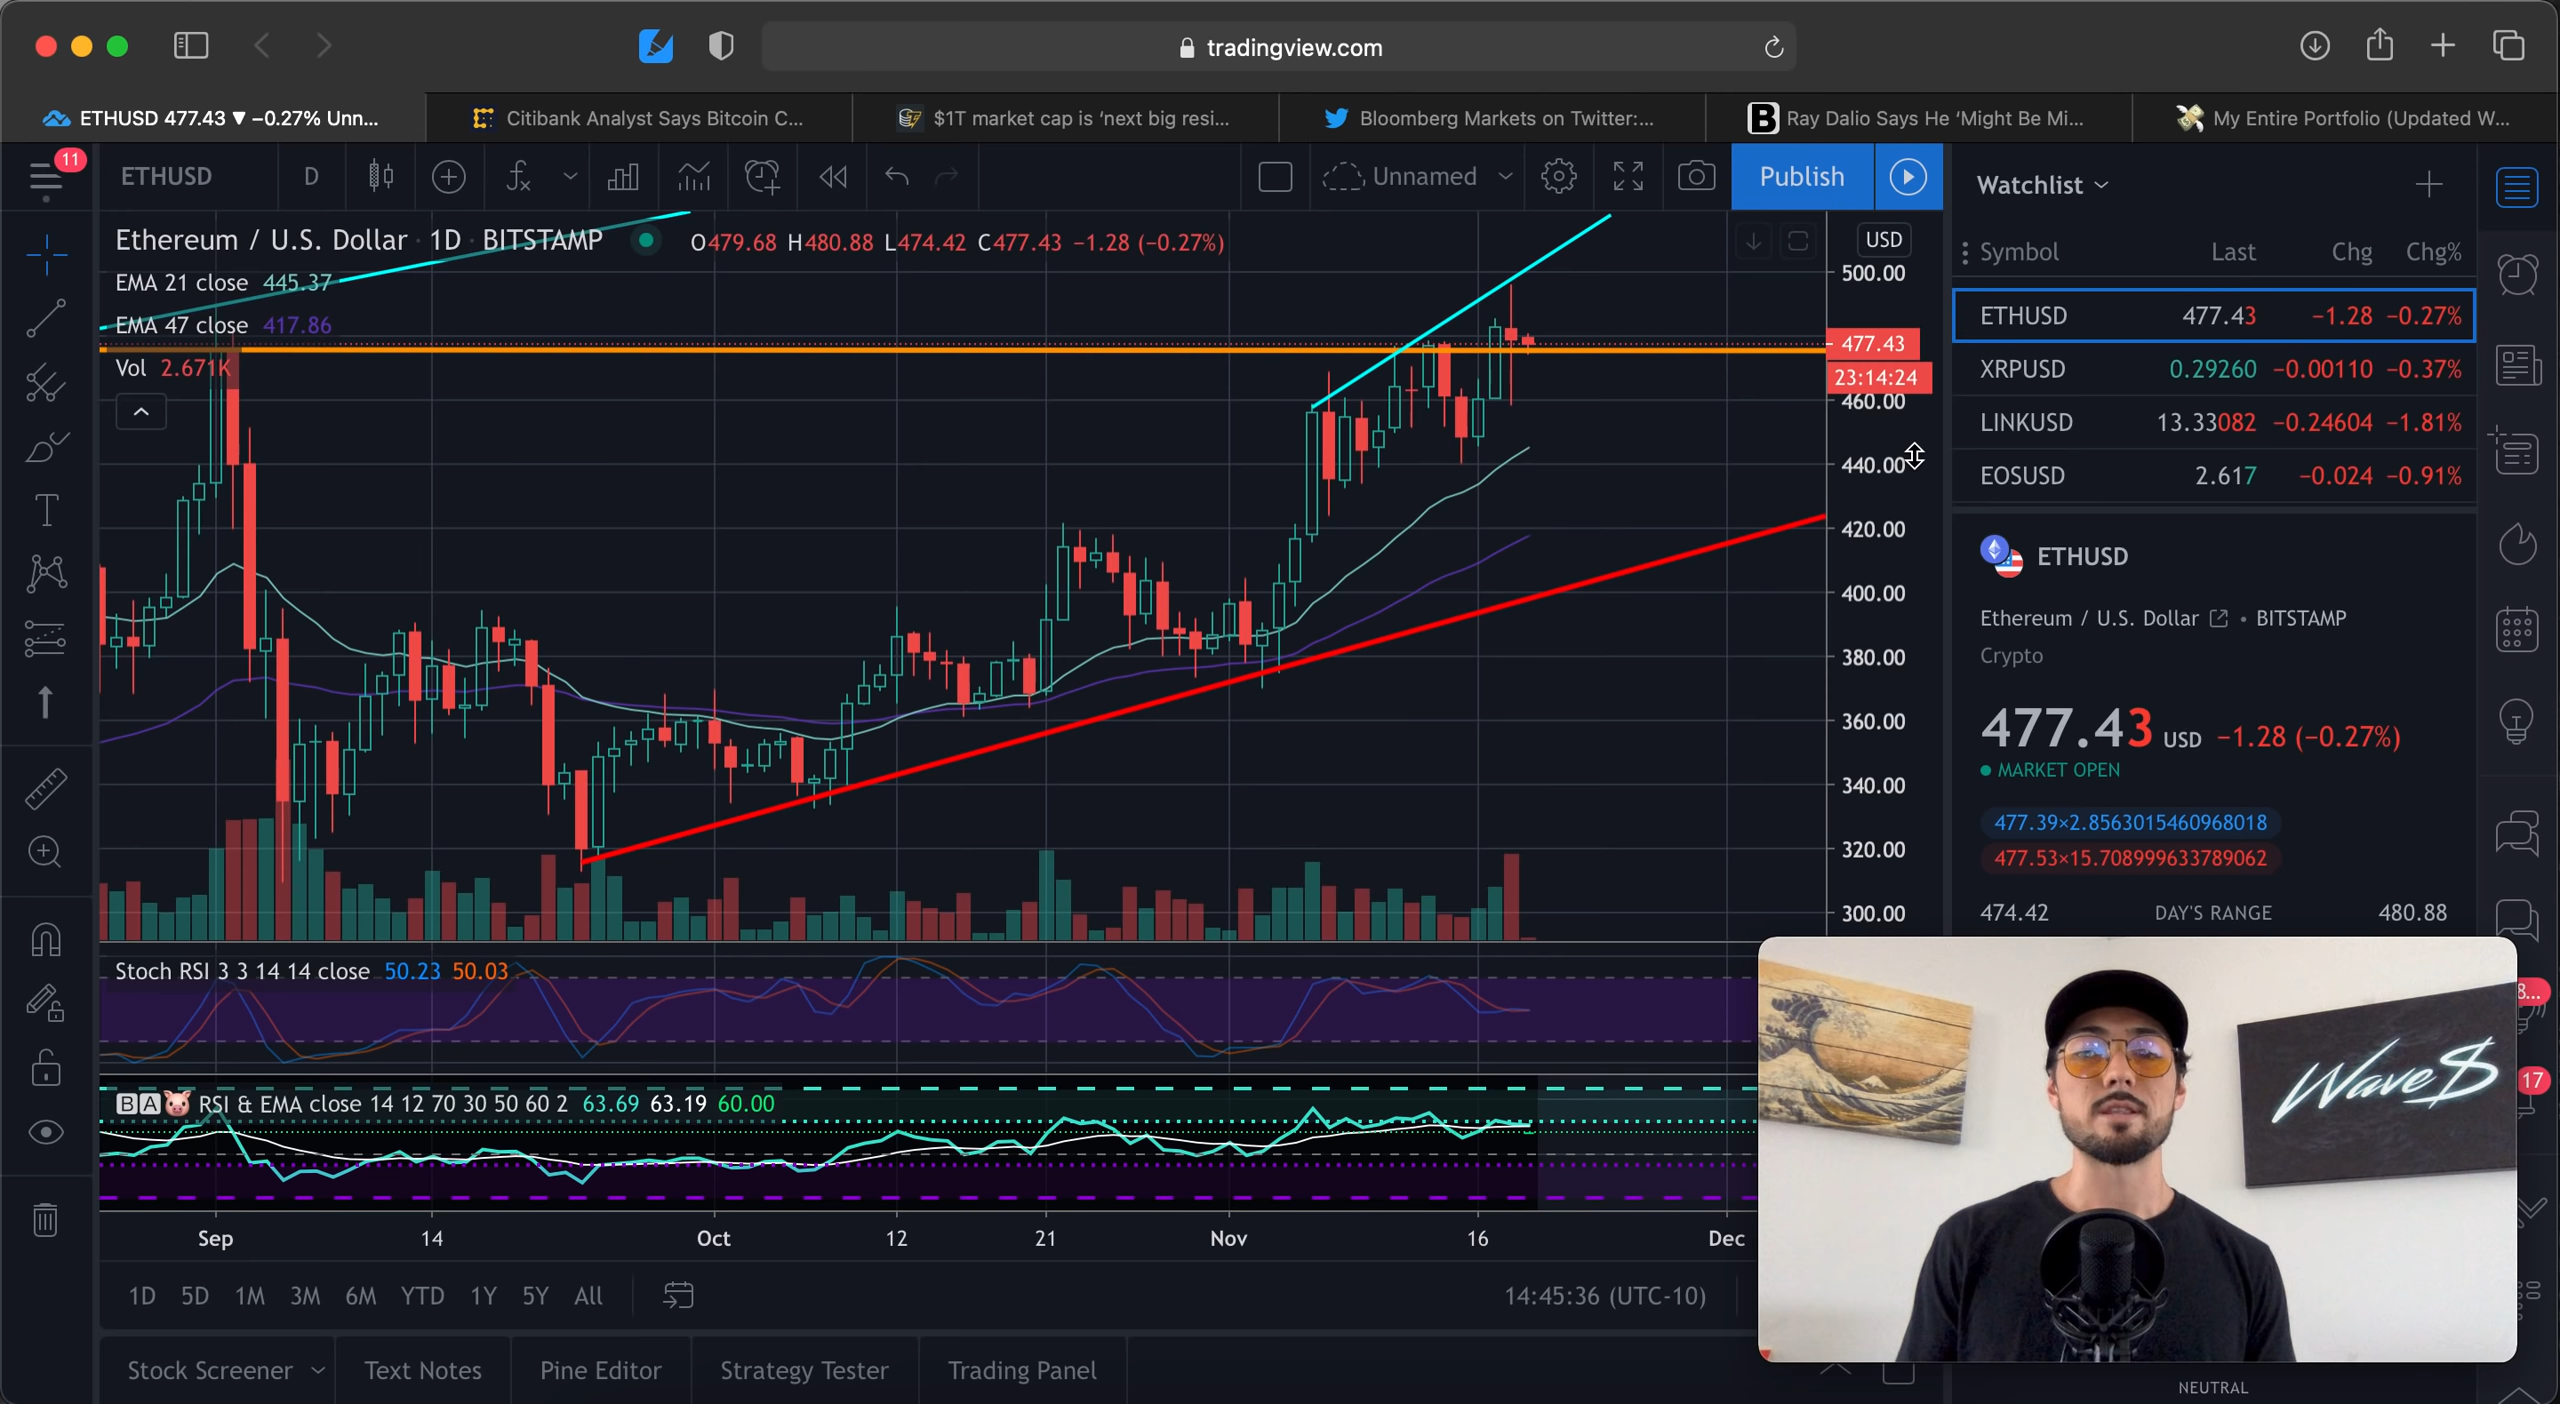 tradingview.com
ETHUSD 477.43 ▼ −0.27% Unn...
Citibank Analyst Says Bitcoin C...
$1T market cap is ‘next big resi...
Bloomberg Markets on Twitter:...
B Ray Dalio Says He ‘Might Be Mi...
My Entire Portfolio (Updated W...
11
ETHUSD D
Unnamed
Publish
Watchlist
Ethereum / U.S. Dollar · 1D · BITSTAMP O479.68 H480.88 L474.42 C477.43 −1.28 (−0.27%)
USD
EMA 21 close 445.37
EMA 47 close 417.86
Vol 2.671K
500.00
477.43
23:14:24
460.00
440.00
420.00
400.00
380.00
360.00
340.00
320.00
300.00
Symbol Last Chg Chg%
ETHUSD 477.43 −1.28 −0.27%
XRPUSD 0.29260 −0.00110 −0.37%
LINKUSD 13.33082 −0.24604 −1.81%
EOSUSD 2.617 −0.024 −0.91%
ETHUSD
Ethereum / U.S. Dollar • BITSTAMP
Crypto
477.43 USD −1.28 (−0.27%)
MARKET OPEN
477.39×2.8563015460968018
477.53×15.708999633789062
474.42 DAY'S RANGE 480.88
Stoch RSI 3 3 14 14 close 50.23 50.03
BA RSI & EMA close 14 12 70 30 50 60 2 63.69 63.19 60.00
Sep 14 Oct 12 21 Nov 16 Dec
1D 5D 1M 3M 6M YTD 1Y 5Y All
14:45:36 (UTC-10)
Stock Screener Text Notes Pine Editor Strategy Tester Trading Panel
Wave$
8...
17
NEUTRAL